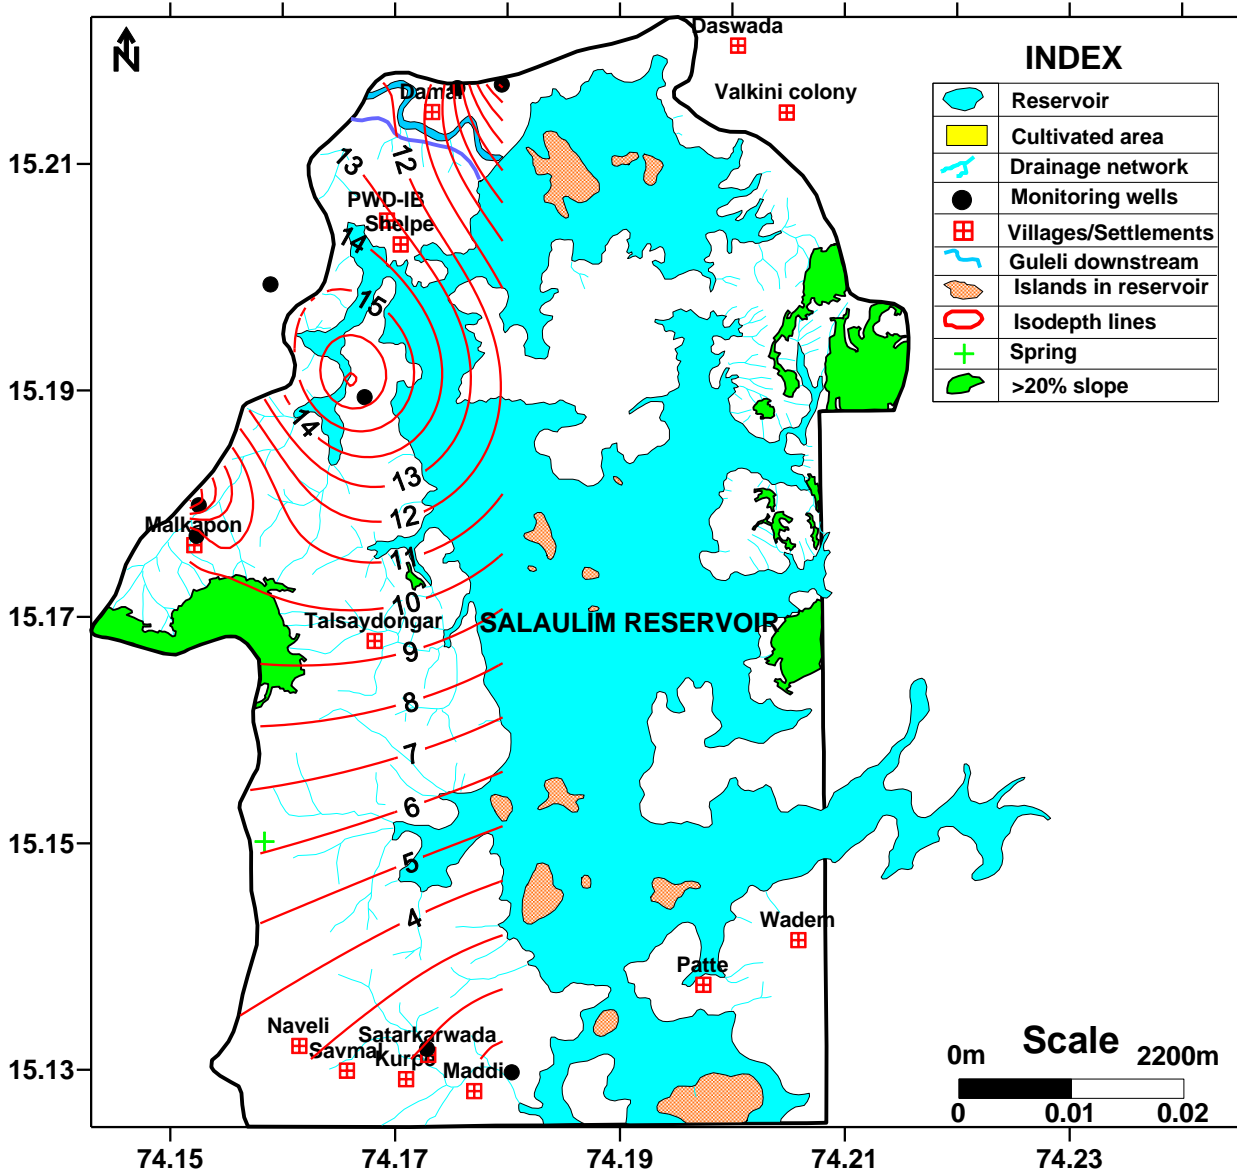 Daswada
INDEX
N
Damal
Valkini colony
Reservoir
Cultivated area
15.21
13
12
Drainage network
PWD-IB
Monitoring wells
Shelpe
Villages/Settlements
14
Guleli downstream
15
Islands in reservoir
Isodepth lines
Spring
15.19
>20% slope
14
13
12
Malkapon
11
10
15.17
Talsaydongar
SALAULIM RESERVOIR
9
8
7
6
15.15
5
4
Wadem
Patte
Naveli
Satarkarwada
Scale
Savmal
Kurpe
0m
2200m
15.13
Maddi
0
0.01
0.02
74.15
74.17
74.19
74.21
74.23